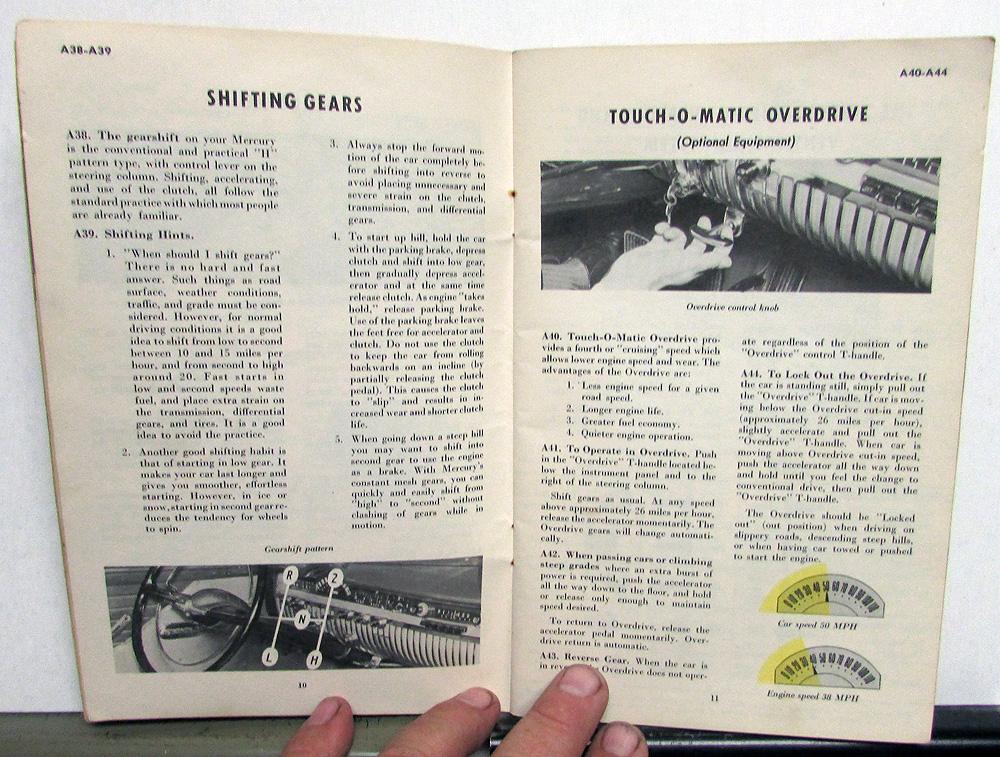 A38-A39
SHIFTING GEARS
A38. The gearshift on your Mercury
is the conventional and practical "H"
pattern type, with control lever on the
steering column. Shifting, accelerating,
and use of the clutch, all follow the
standard practice with which most people
are already familiar.
A39. Shifting Hints.
1. "When should I shift gears?"
There is no hard and fast
answer. Such things as road
surface, weather conditions,
traffic, and grade must be con-
sidered. However, for normal
driving conditions it is a good
idea to shift from low to second
between 10 and 15 miles per
hour, and from second to high
around 20. Fast starts in
low and second speeds waste
fuel, and place extra strain on
the transmission, differential
gears, and tires. It is a good
idea to avoid the practice.
2. Another good shifting habit is
that of starting in low gear. It
makes your car last longer and
gives you smoother, effortless
starting. However, in ice or
snow, starting in second gear re-
duces the tendency for wheels
to spin.
3. Always stop the forward mo-
tion of the car completely be-
fore shifting into reverse to
avoid placing unnecessary and
severe strain on the clutch,
transmission, and differential
gears.
4. To start up hill, hold the car
with the parking brake, depress
clutch and shift into low gear,
then gradually depress accel-
erator and at the same time
release clutch. As engine "takes
hold," release parking brake.
Use of the parking brake leaves
the feet free for accelerator and
clutch. Do not use the clutch
to keep the car from rolling
backwards on an incline (by
partially releasing the clutch
pedal). This causes the clutch
to "slip" and results in in-
creased wear and shorter clutch
life.
5. When going down a steep hill
you may want to shift into
second gear to use the engine
as a brake. With Mercury's
constant mesh gears, you can
quickly and easily shift from
"high" to "second" without
clashing of gears while in
motion.
Gearshift pattern
R 2
N
L H
10
A40-A44
TOUCH-O-MATIC OVERDRIVE
(Optional Equipment)
Overdrive control knob
A40. Touch-O-Matic Overdrive pro-
vides a fourth or "cruising" speed which
allows lower engine speed and wear. The
advantages of the Overdrive are:
1. Less engine speed for a given
road speed.
2. Longer engine life.
3. Greater fuel economy.
4. Quieter engine operation.
A41. To Operate in Overdrive. Push
in the "Overdrive" T-handle located be-
low the instrument panel and to the
right of the steering column.
Shift gears as usual. At any speed
above approximately 26 miles per hour,
release the accelerator momentarily. The
Overdrive gears will change automati-
cally.
A42. When passing cars or climbing
steep grades where an extra burst of
power is required, push the accelerator
all the way down to the floor, and hold
or release only enough to maintain
speed desired.
To return to Overdrive, release the
accelerator pedal momentarily. Over-
drive return is automatic.
A43. Reverse Gear. When the car is
in Overdrive does not oper-
ate regardless of the position of the
"Overdrive" control T-handle.
A44. To Lock Out the Overdrive. If
the car is standing still, simply pull out
the "Overdrive" T-handle. If car is mov-
ing below the Overdrive cut-in speed
(approximately 26 miles per hour),
slightly accelerate and pull out the
"Overdrive" T-handle. When car is
moving above Overdrive cut-in speed,
push the accelerator all the way down
and hold until you feel the change to
conventional drive, then pull out the
"Overdrive" T-handle.
The Overdrive should be "Locked
out" (out position) when driving on
slippery roads, descending steep hills,
or when having car towed or pushed
to start the engine.
0 10 20 30 40 50 60 70 80 90 100 110
Car speed 50 MPH
0 10 20 30 40 50 60 70 80 90 100 110
Engine speed 38 MPH
11